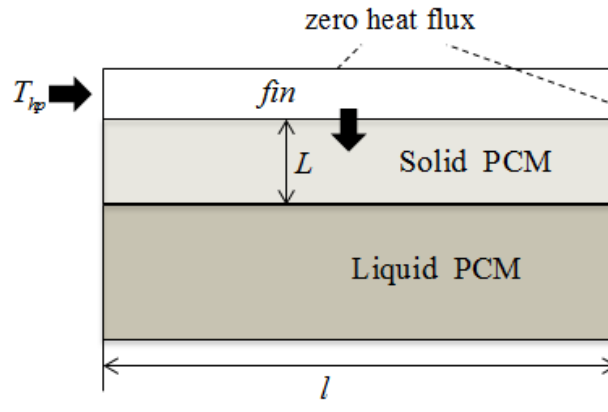 zero heat flux
T_hp
fin
L
Solid PCM
Liquid PCM
l